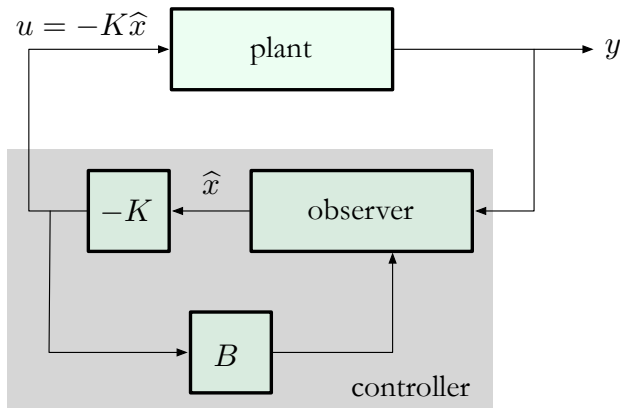 u = −Kx̂
plant
y
−K
x̂
observer
B
controller